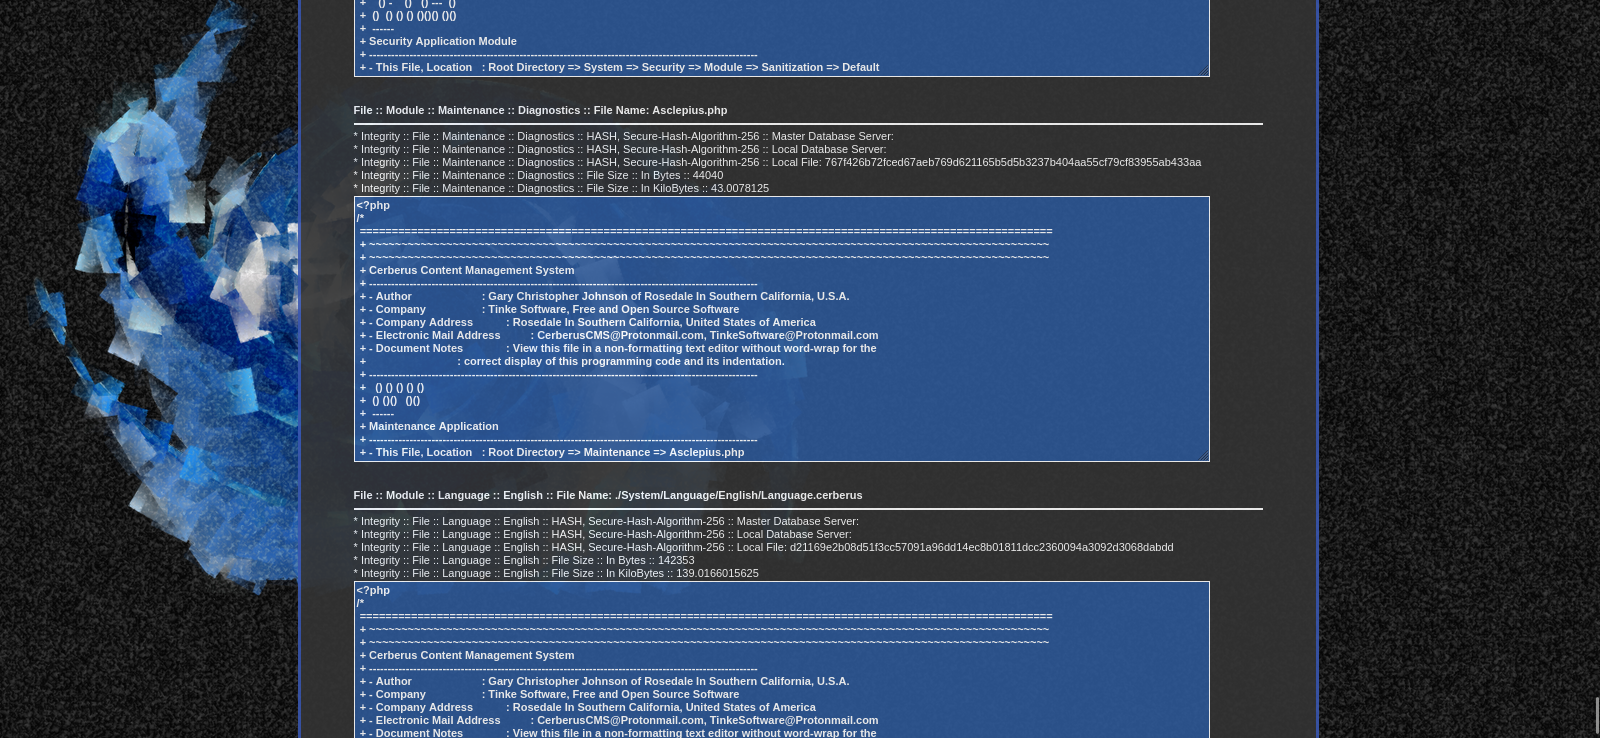 +    () -    ()   () ---  ()
+  ()  () () () ()()() ()()
+  ------
+ Security Application Module
+ -------------------------------------------------------------------------------------------------------------
+ - This File, Location   : Root Directory => System => Security => Module => Sanitization => Default
File :: Module :: Maintenance :: Diagnostics :: File Name: Asclepius.php
* Integrity :: File :: Maintenance :: Diagnostics :: HASH, Secure-Hash-Algorithm-256 :: Master Database Server:
* Integrity :: File :: Maintenance :: Diagnostics :: HASH, Secure-Hash-Algorithm-256 :: Local Database Server:
* Integrity :: File :: Maintenance :: Diagnostics :: HASH, Secure-Hash-Algorithm-256 :: Local File: 767f426b72fced67aeb769d621165b5d5b3237b404aa55cf79cf83955ab433aa
* Integrity :: File :: Maintenance :: Diagnostics :: File Size :: In Bytes :: 44040
* Integrity :: File :: Maintenance :: Diagnostics :: File Size :: In KiloBytes :: 43.0078125
<?php
/*
==============================================================================================================
+ ~~~~~~~~~~~~~~~~~~~~~~~~~~~~~~~~~~~~~~~~~~~~~~~~~~~~~~~~~~~~~~~~~~~~~~~~~~~~~~~~~~~~~~~~~~~~~~~~~~~~~~~~~~~~
+ ~~~~~~~~~~~~~~~~~~~~~~~~~~~~~~~~~~~~~~~~~~~~~~~~~~~~~~~~~~~~~~~~~~~~~~~~~~~~~~~~~~~~~~~~~~~~~~~~~~~~~~~~~~~~
+ Cerberus Content Management System
+ -------------------------------------------------------------------------------------------------------------
+ - Author                       : Gary Christopher Johnson of Rosedale In Southern California, U.S.A.
+ - Company                   : Tinke Software, Free and Open Source Software
+ - Company Address           : Rosedale In Southern California, United States of America
+ - Electronic Mail Address          : CerberusCMS@Protonmail.com, TinkeSoftware@Protonmail.com
+ - Document Notes              : View this file in a non-formatting text editor without word-wrap for the
+                              : correct display of this programming code and its indentation.
+ -------------------------------------------------------------------------------------------------------------
+   () () () () ()
+  () ()()   ()()
+  ------
+ Maintenance Application
+ -------------------------------------------------------------------------------------------------------------
+ - This File, Location   : Root Directory => Maintenance => Asclepius.php
File :: Module :: Language :: English :: File Name: ./System/Language/English/Language.cerberus
* Integrity :: File :: Language :: English :: HASH, Secure-Hash-Algorithm-256 :: Master Database Server:
* Integrity :: File :: Language :: English :: HASH, Secure-Hash-Algorithm-256 :: Local Database Server:
* Integrity :: File :: Language :: English :: HASH, Secure-Hash-Algorithm-256 :: Local File: d21169e2b08d51f3cc57091a96dd14ec8b01811dcc2360094a3092d3068dabdd
* Integrity :: File :: Language :: English :: File Size :: In Bytes :: 142353
* Integrity :: File :: Language :: English :: File Size :: In KiloBytes :: 139.0166015625
<?php
/*
==============================================================================================================
+ ~~~~~~~~~~~~~~~~~~~~~~~~~~~~~~~~~~~~~~~~~~~~~~~~~~~~~~~~~~~~~~~~~~~~~~~~~~~~~~~~~~~~~~~~~~~~~~~~~~~~~~~~~~~~
+ ~~~~~~~~~~~~~~~~~~~~~~~~~~~~~~~~~~~~~~~~~~~~~~~~~~~~~~~~~~~~~~~~~~~~~~~~~~~~~~~~~~~~~~~~~~~~~~~~~~~~~~~~~~~~
+ Cerberus Content Management System
+ -------------------------------------------------------------------------------------------------------------
+ - Author                       : Gary Christopher Johnson of Rosedale In Southern California, U.S.A.
+ - Company                   : Tinke Software, Free and Open Source Software
+ - Company Address           : Rosedale In Southern California, United States of America
+ - Electronic Mail Address          : CerberusCMS@Protonmail.com, TinkeSoftware@Protonmail.com
+ - Document Notes              : View this file in a non-formatting text editor without word-wrap for the